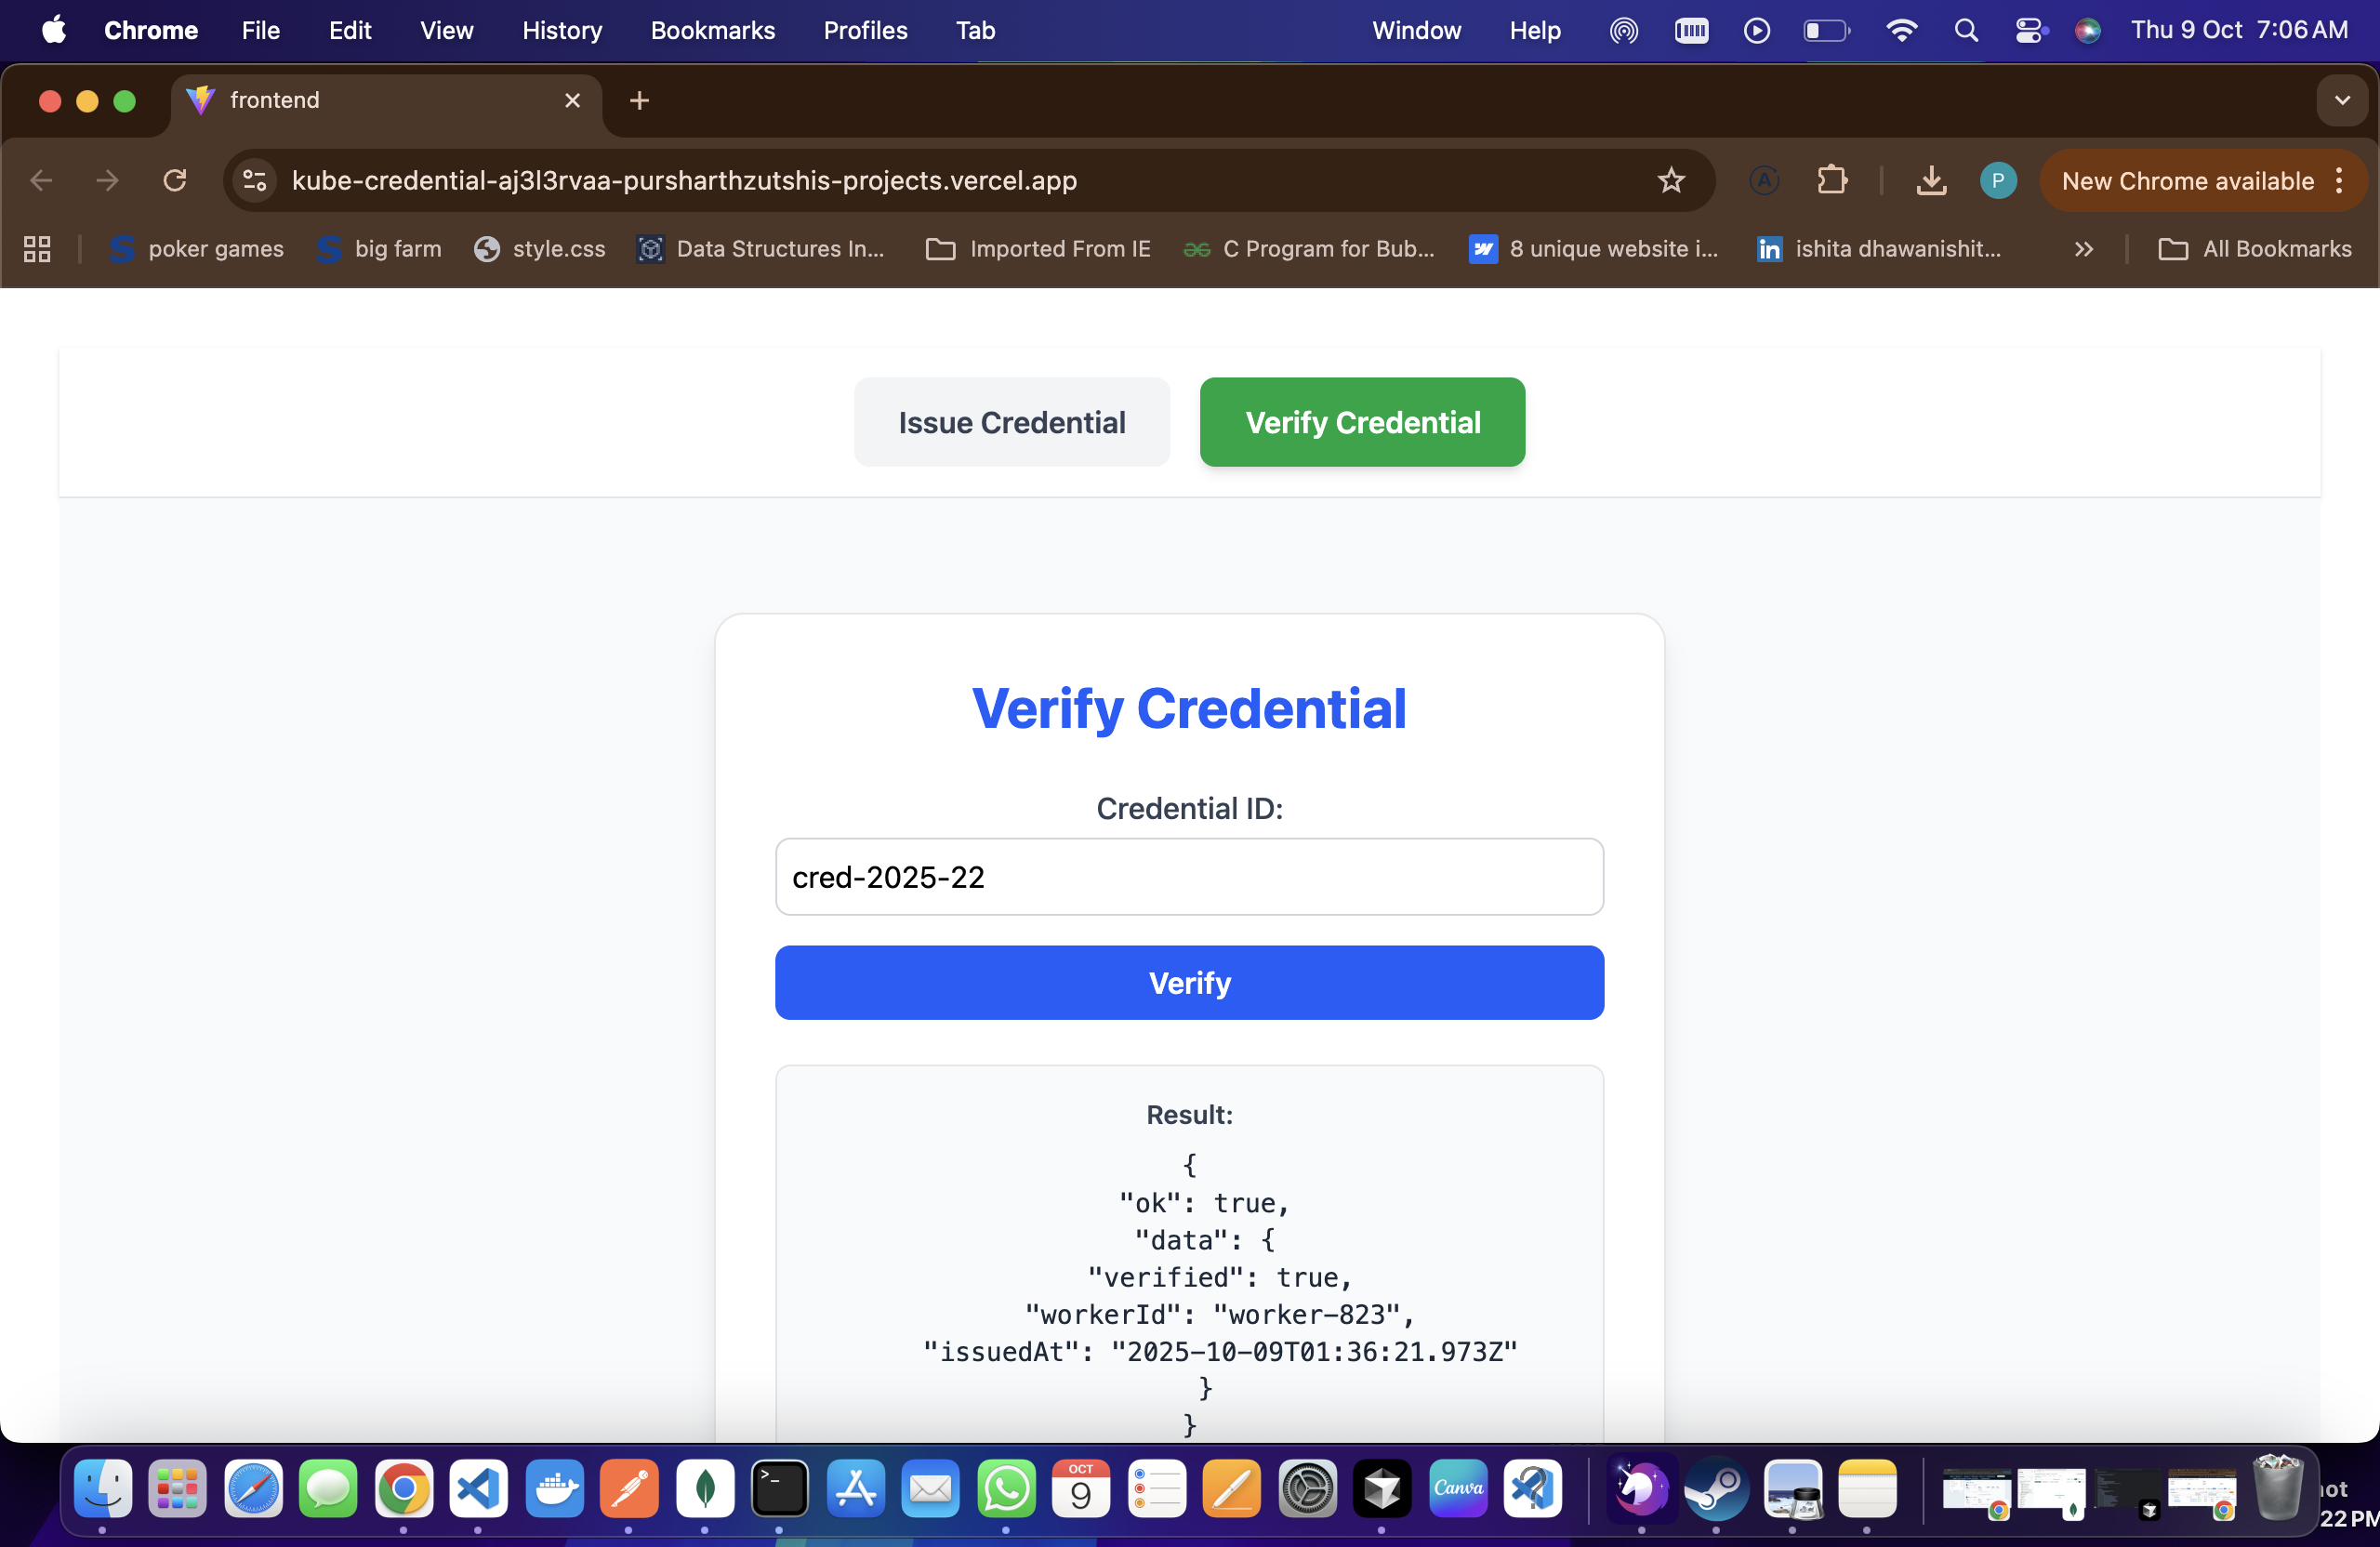 Chrome File Edit View History Bookmarks Profiles Tab Window Help Thu 9 Oct 7:06 AM
frontend
kube-credential-aj3l3rvaa-pursharthzutshis-projects.vercel.app
P
New Chrome available
poker games
big farm
style.css
Data Structures In...
Imported From IE
C Program for Bub...
8 unique website i...
ishita dhawanishit...
All Bookmarks
Issue Credential
Verify Credential
Verify Credential
Credential ID:
cred-2025-22
Verify
Result:
{
"ok": true,
"data": {
"verified": true,
"workerId": "worker-823",
"issuedAt": "2025-10-09T01:36:21.973Z"
}
}
OCT
9
Canva
22 PM